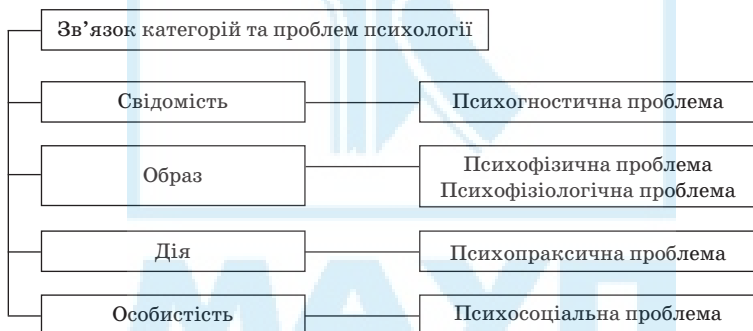 Зв’язок категорій та проблем психології
Свідомість
Психогностична проблема
Образ
Психофізична проблема
Психофізіологічна проблема
Дія
Психопраксична проблема
Особистість
Психосоціальна проблема
МАУП